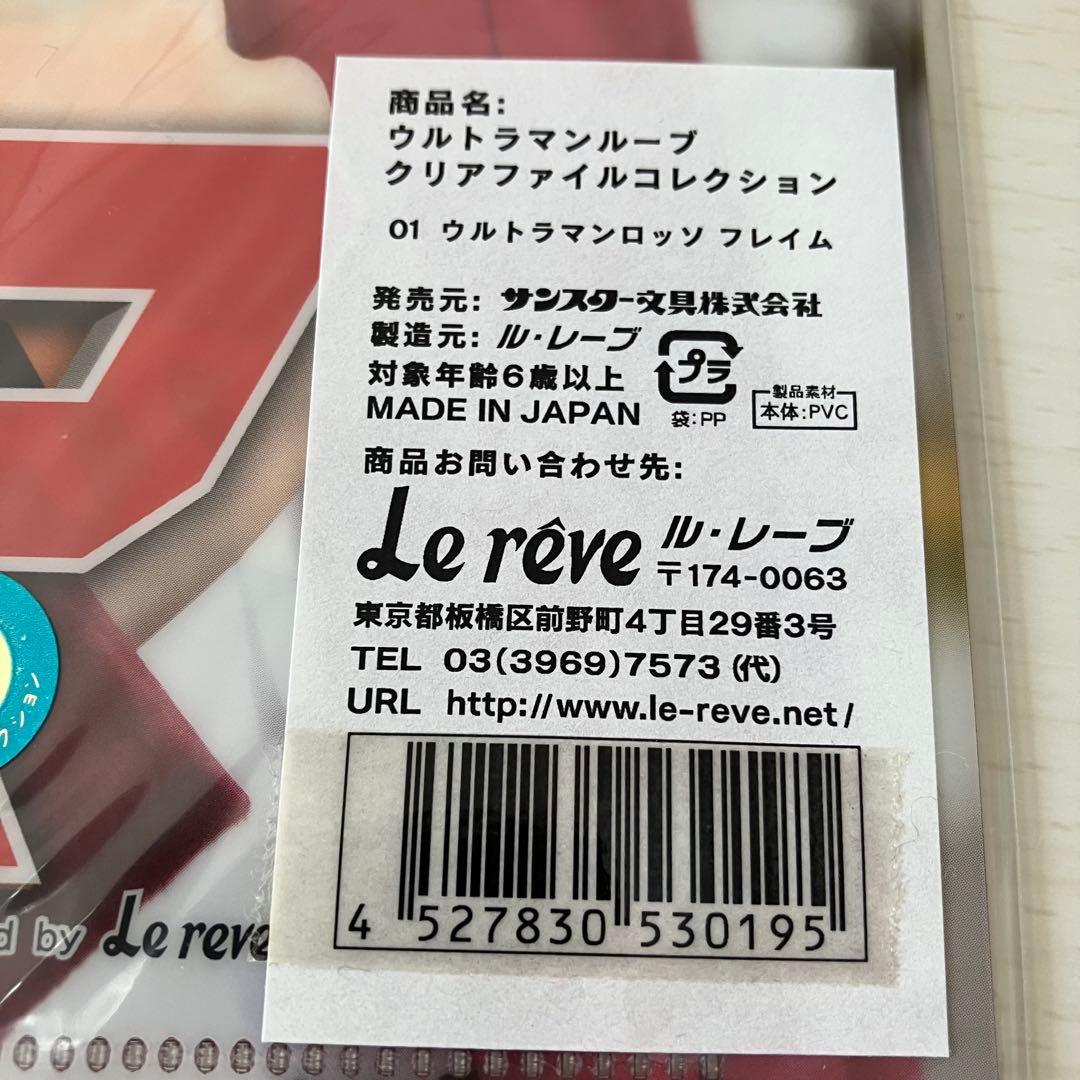 商品名:
ウルトラマンルーブ
クリアファイルコレクション
01 ウルトラマンロッソ フレイム
発売元: サンスター文具株式会社
製造元: ル・レーブ
対象年齢6歳以上
MADE IN JAPAN
プラ
袋:PP
製品素材
本体:PVC
商品お問い合わせ先:
Le rêve ル・レーブ
〒174-0063
東京都板橋区前野町4丁目29番3号
TEL 03(3969)7573 (代)
URL http://www.le-reve.net/
4 527830 530195
d by Le reve